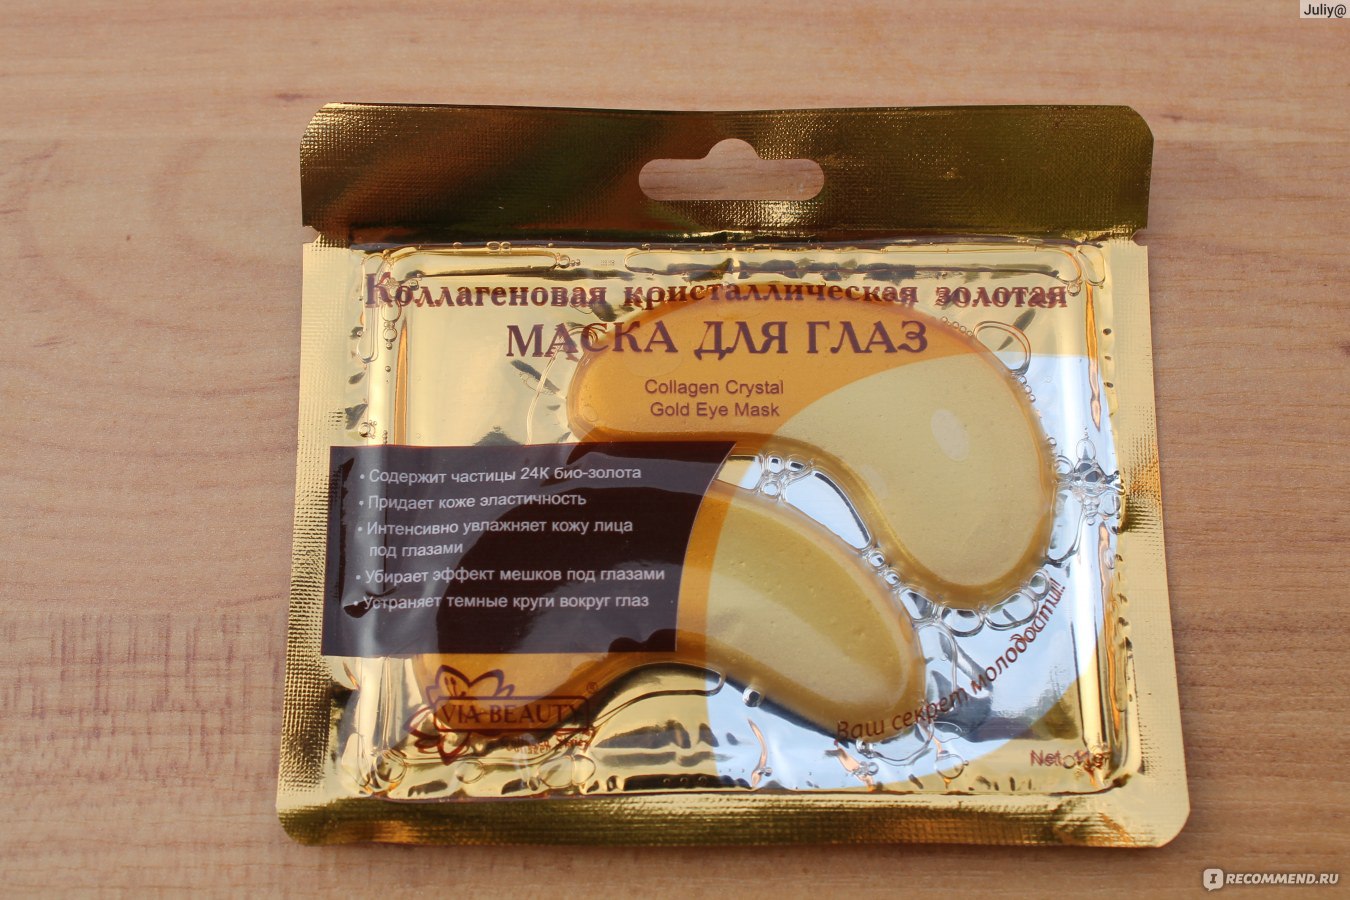 Juliy@
Коллагеновая кристаллическая золотая
МАСКА ДЛЯ ГЛАЗ
Collagen Crystal
Gold Eye Mask
• Содержит частицы 24К био-золота
• Придает коже эластичность
• Интенсивно увлажняет кожу лица
под глазами
• Убирает эффект мешков под глазами
Устраняет темные круги вокруг глаз
VIA BEAUTY ®
Ваш секрет молодости!
Net.
IRECOMMEND.RU